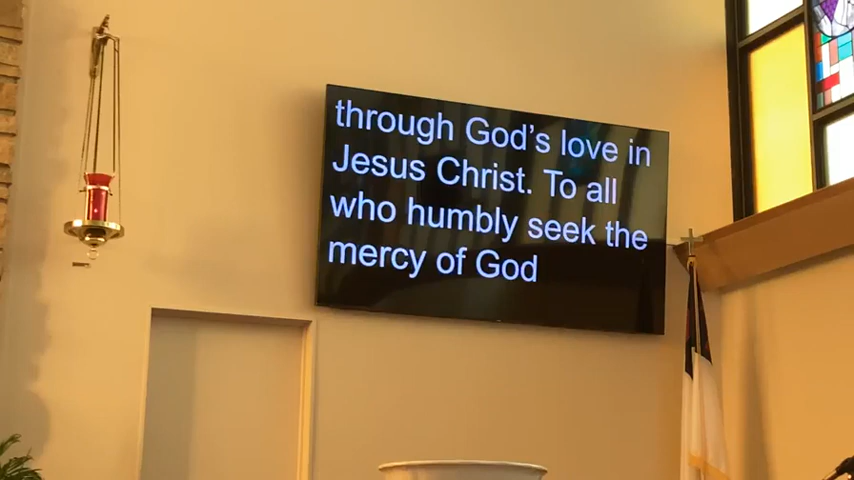 through God's love in
Jesus Christ. To all
who humbly seek the
mercy of God